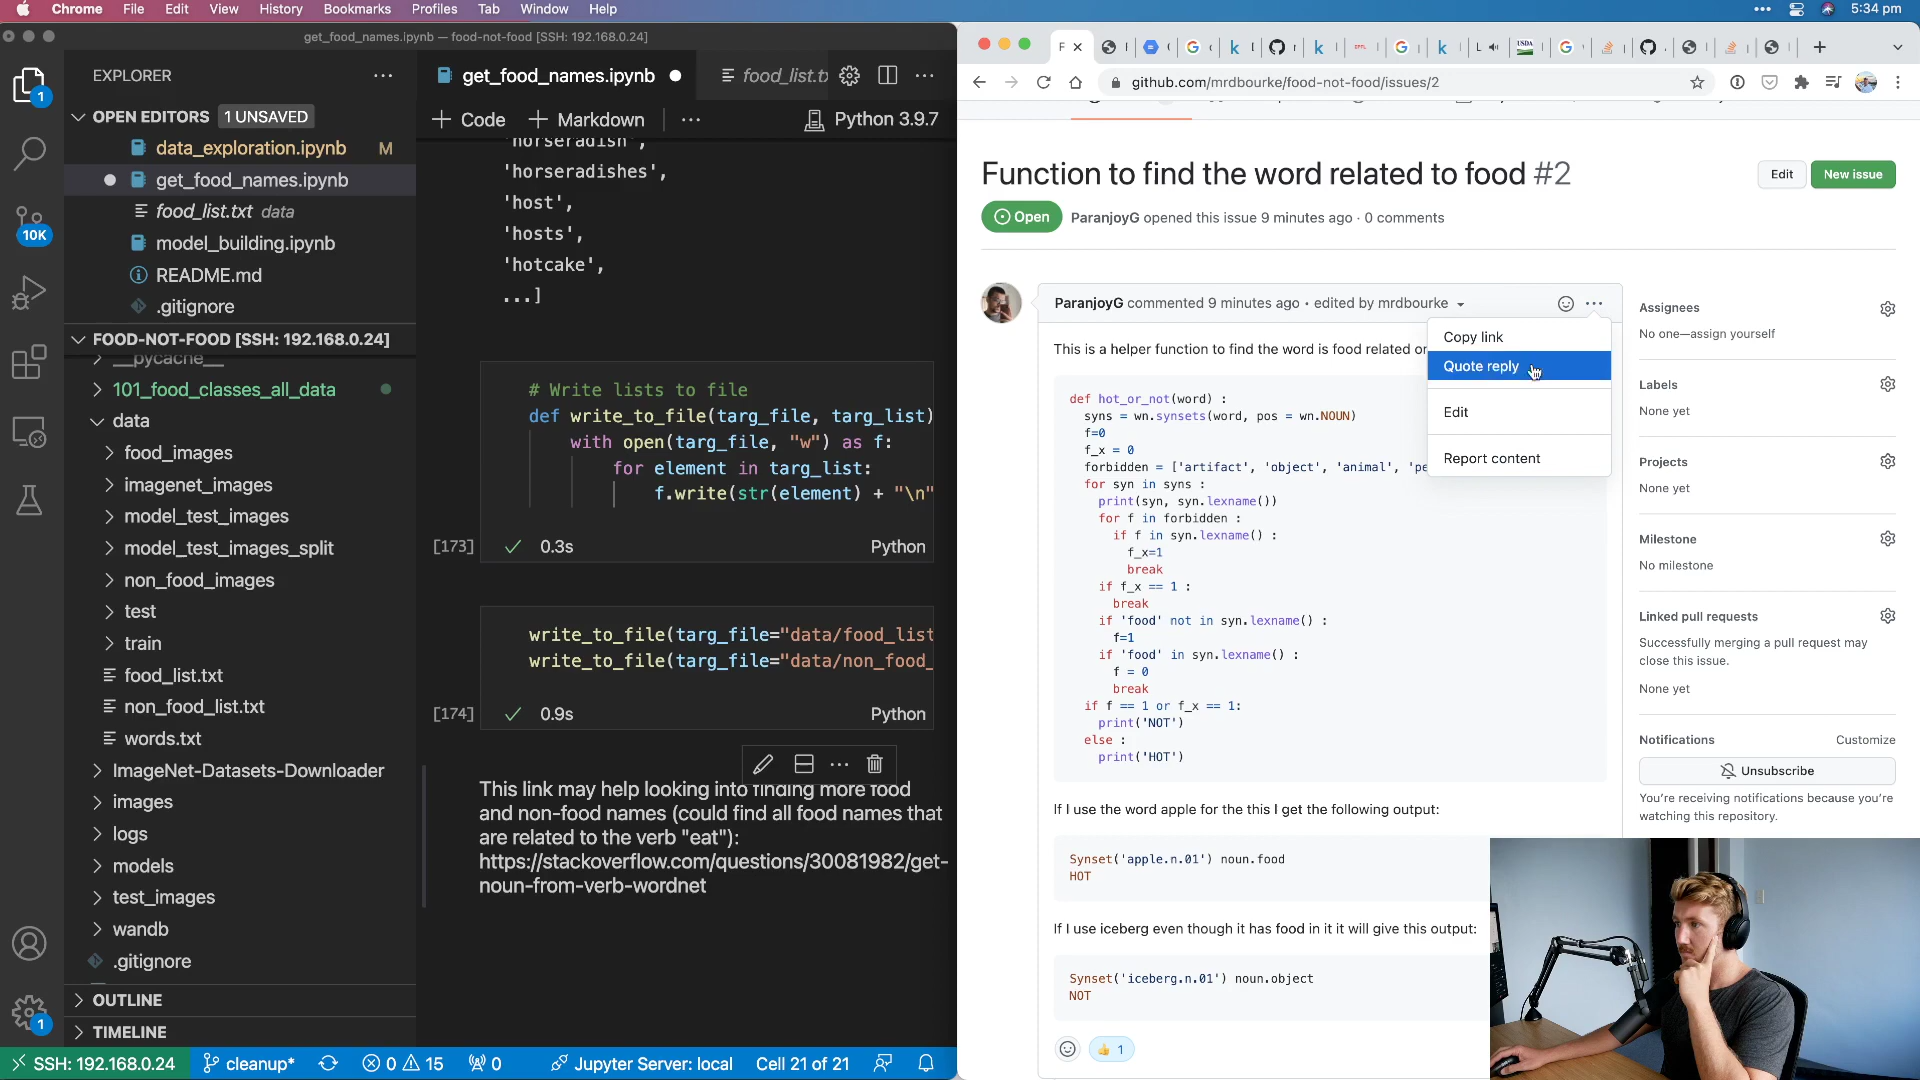 Chrome File Edit View History Bookmarks Profiles Tab Window Help
5:34 pm
get_food_names.ipynb — food-not-food [SSH: 192.168.0.24]
EXPLORER
OPEN EDITORS 1 UNSAVED
data_exploration.ipynb M
get_food_names.ipynb
food_list.txt data
model_building.ipynb
README.md
.gitignore
FOOD-NOT-FOOD [SSH: 192.168.0.24]
__pycache__
101_food_classes_all_data
data
food_images
imagenet_images
model_test_images
model_test_images_split
non_food_images
test
train
food_list.txt
non_food_list.txt
words.txt
ImageNet-Datasets-Downloader
images
logs
models
test_images
wandb
.gitignore
OUTLINE
TIMELINE
1
10K
1
get_food_names.ipynb
food_list.tx
Code Markdown
Python 3.9.7
'horseradish',
'horseradishes',
'host',
'hosts',
'hotcake',
...]
# Write lists to file
def write_to_file(targ_file, targ_list)
with open(targ_file, "w") as f:
for element in targ_list:
f.write(str(element) + "\n"
[173] 0.3s Python
write_to_file(targ_file="data/food_list
write_to_file(targ_file="data/non_food_
[174] 0.9s Python
This link may help looking into finding more food
and non-food names (could find all food names that
are related to the verb "eat"):
https://stackoverflow.com/questions/30081982/get-
noun-from-verb-wordnet
SSH: 192.168.0.24 cleanup* 0 15 0 Jupyter Server: local Cell 21 of 21
github.com/mrdbourke/food-not-food/issues/2
Function to find the word related to food #2
Edit
New issue
Open
ParanjoyG opened this issue 9 minutes ago · 0 comments
ParanjoyG commented 9 minutes ago • edited by mrdbourke
Copy link
Quote reply
Edit
Report content
This is a helper function to find the word is food related or
def hot_or_not(word) :
syns = wn.synsets(word, pos = wn.NOUN)
f=0
f_x = 0
forbidden = ['artifact', 'object', 'animal', 'pe
for syn in syns :
print(syn, syn.lexname())
for f in forbidden :
if f in syn.lexname() :
f_x=1
break
if f_x == 1 :
break
if 'food' not in syn.lexname() :
f=1
if 'food' in syn.lexname() :
f = 0
break
if f == 1 or f_x == 1:
print('NOT')
else :
print('HOT')
If I use the word apple for the this I get the following output:
Synset('apple.n.01') noun.food
HOT
If I use iceberg even though it has food in it it will give this output:
Synset('iceberg.n.01') noun.object
NOT
1
Assignees
No one—assign yourself
Labels
None yet
Projects
None yet
Milestone
No milestone
Linked pull requests
Successfully merging a pull request may
close this issue.
None yet
Notifications
Customize
Unsubscribe
You're receiving notifications because you're
watching this repository.